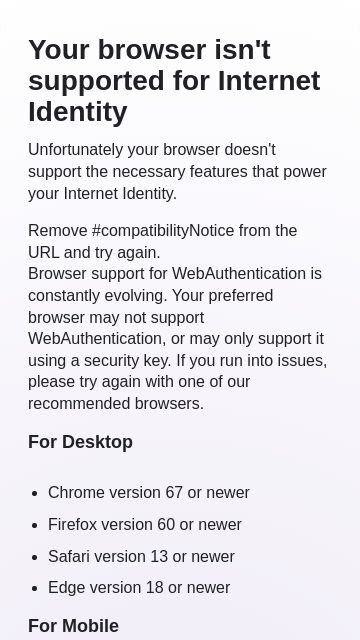 Your browser isn't
supported for Internet
Identity
Unfortunately your browser doesn't
support the necessary features that power
your Internet Identity.
Remove #compatibilityNotice from the
URL and try again.
Browser support for WebAuthentication is
constantly evolving. Your preferred
browser may not support
WebAuthentication, or may only support it
using a security key. If you run into issues,
please try again with one of our
recommended browsers.
For Desktop
• Chrome version 67 or newer
• Firefox version 60 or newer
• Safari version 13 or newer
• Edge version 18 or newer
For Mobile